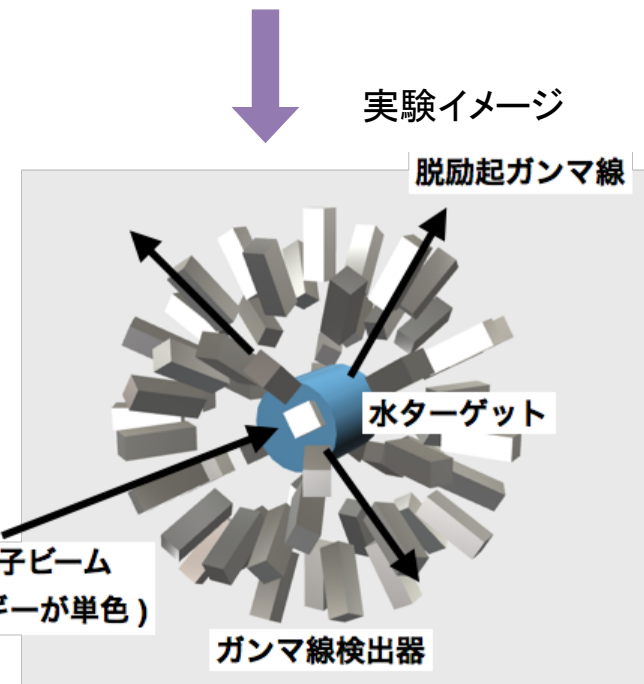 実験イメージ
脱励起ガンマ線
水ターゲット
子ビーム
ギーが単色 )
ガンマ線検出器